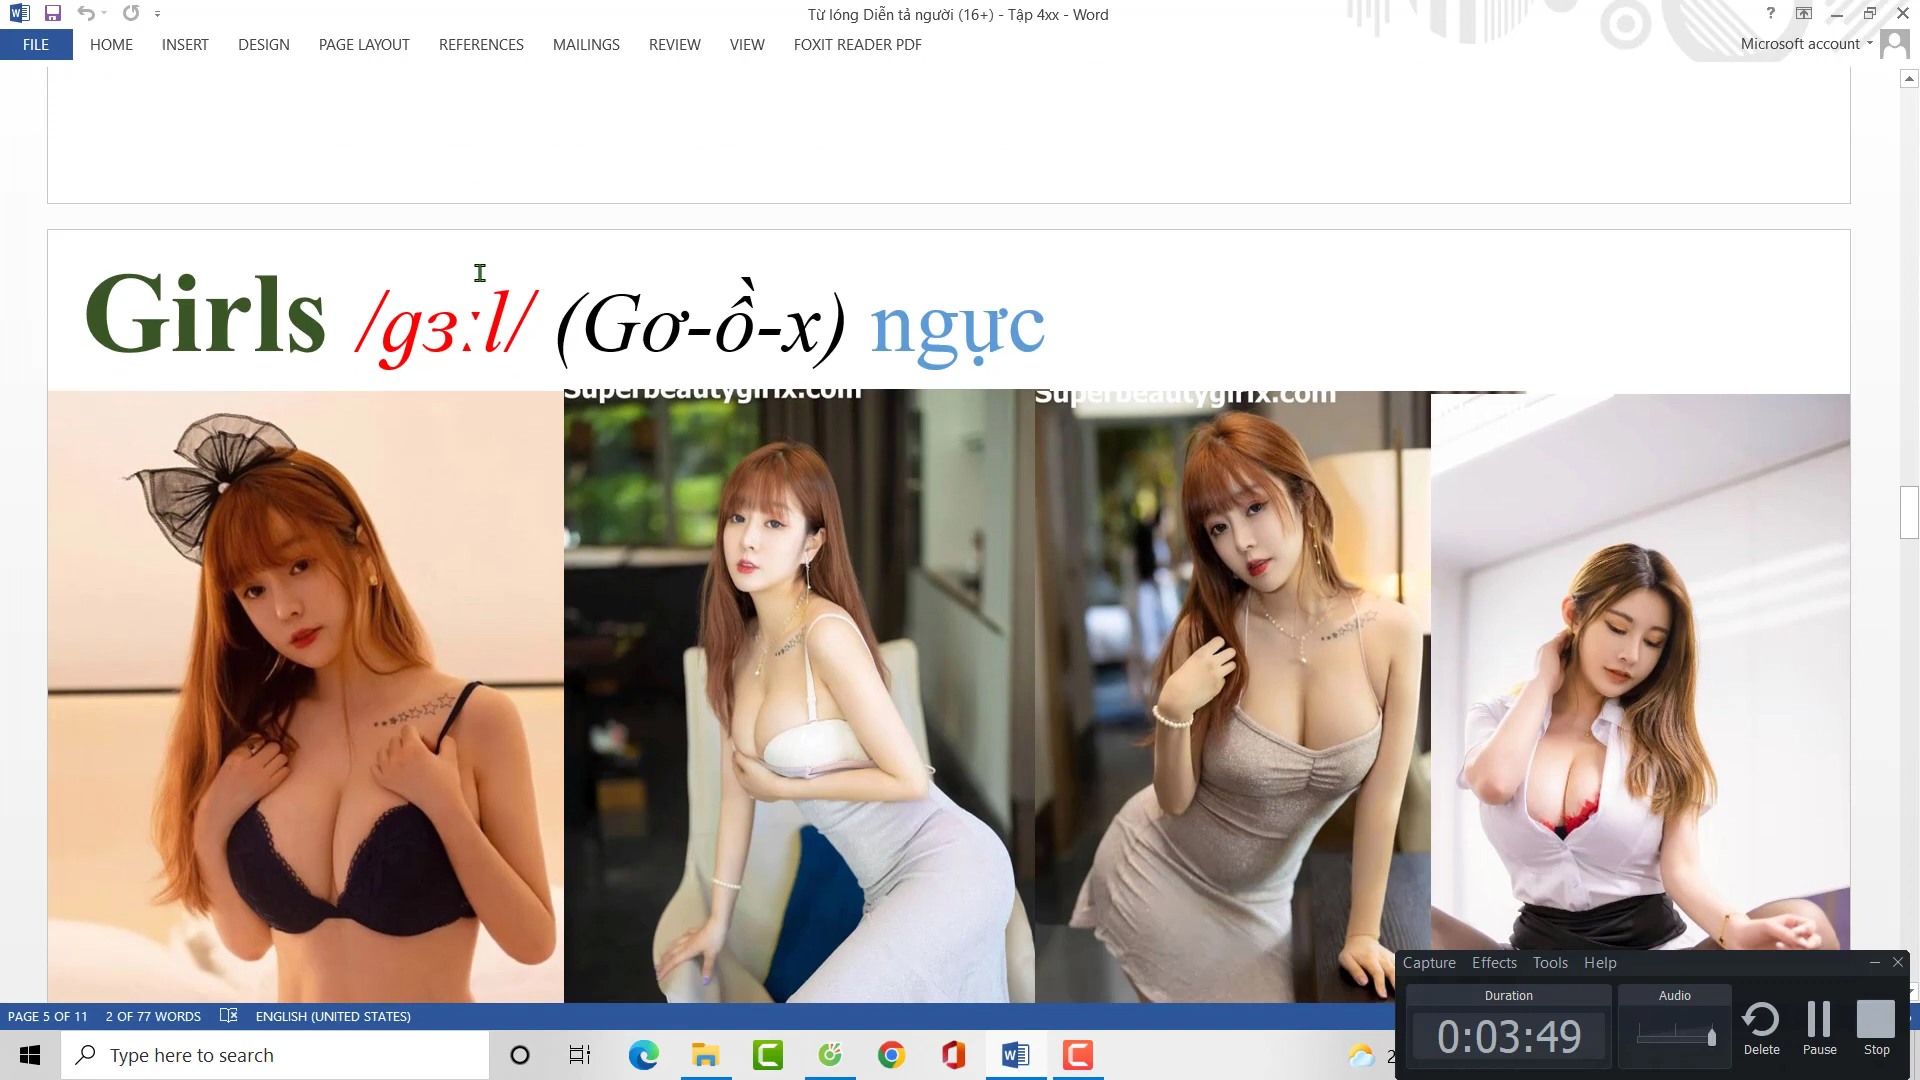 Từ lóng Diễn tả người (16+) - Tập 4xx - Word
?
FILE HOME INSERT DESIGN PAGE LAYOUT REFERENCES MAILINGS REVIEW VIEW FOXIT READER PDF
Microsoft account
Girls /gɜːl/ (Gơ-ồ-x) ngực
Superbeautygirlx.com
Superbeautygirlx.com
Capture Effects Tools Help
Duration
Audio
0:03:49
Delete Pause Stop
PAGE 5 OF 11 2 OF 77 WORDS ENGLISH (UNITED STATES)
Type here to search